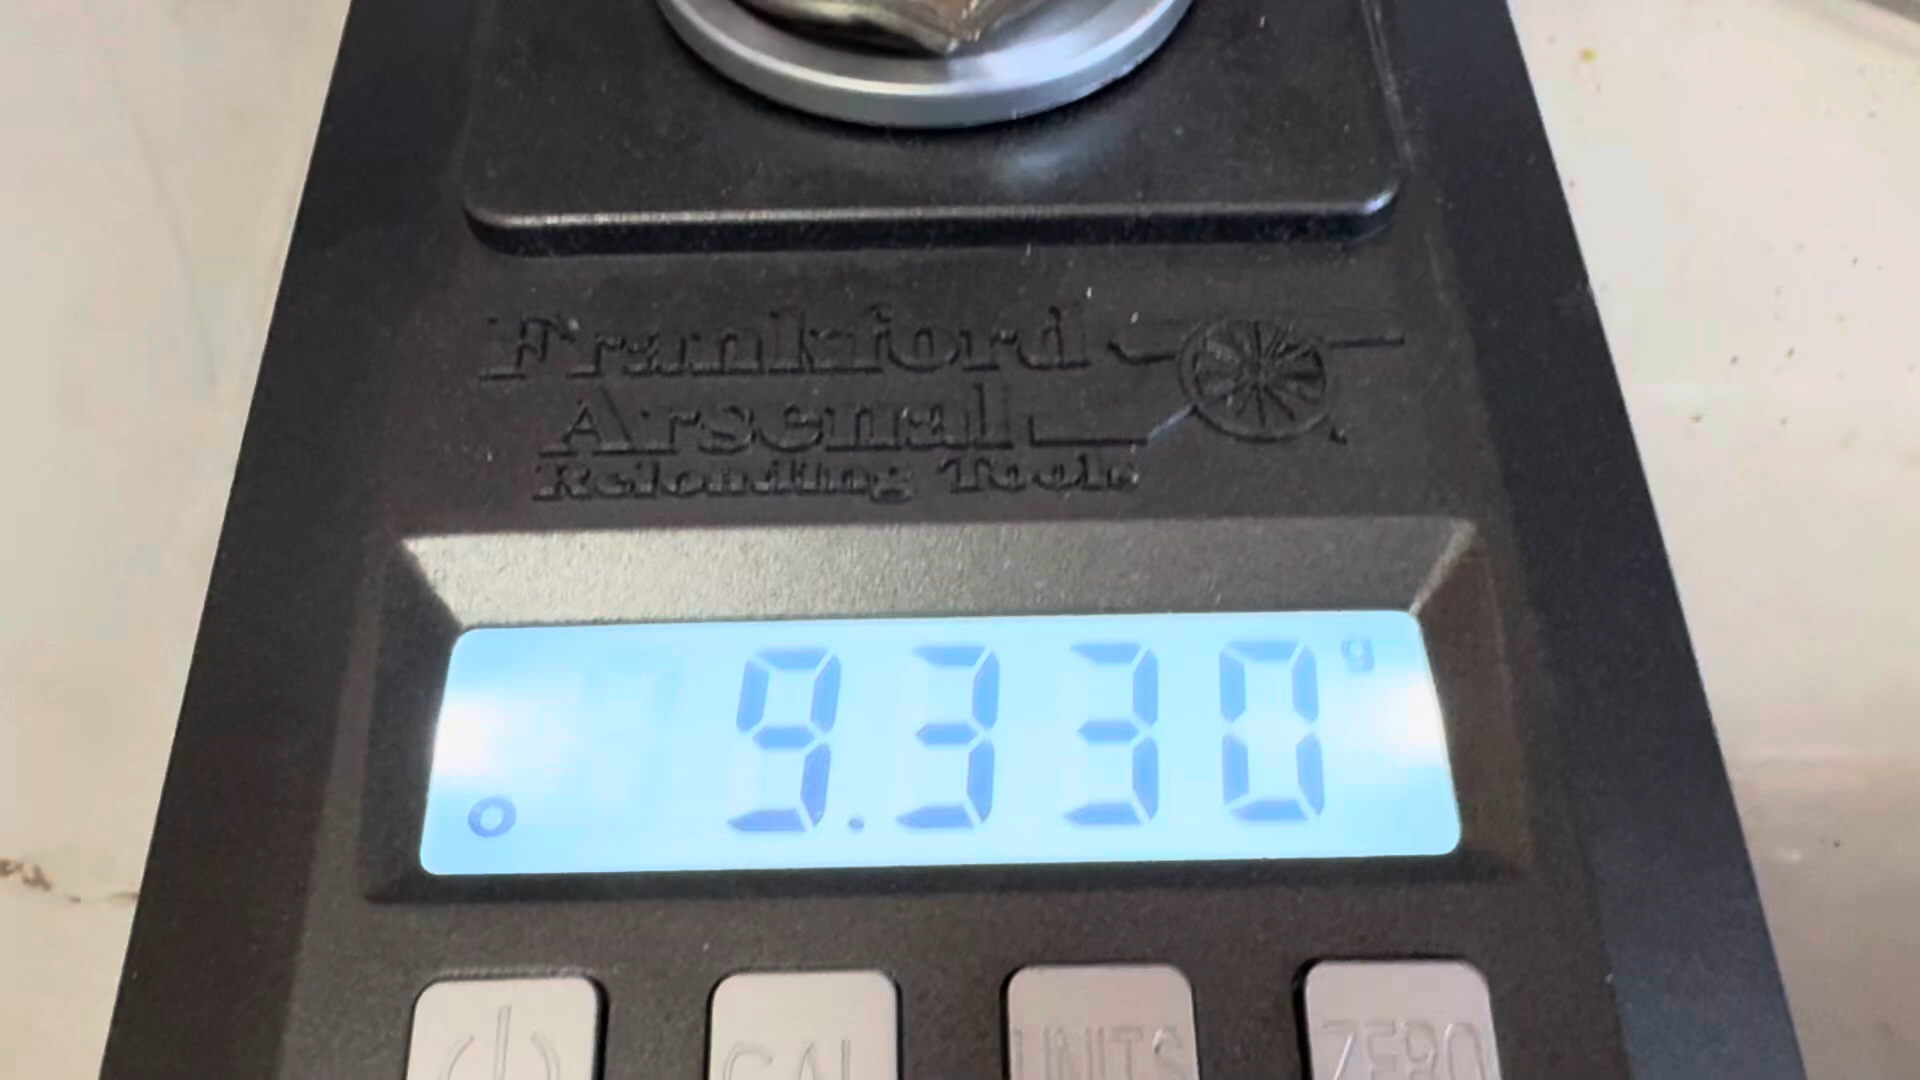 Frankford
Arsenal
Reloading Tools
9.330 g
o
CAL UNITS ZERO